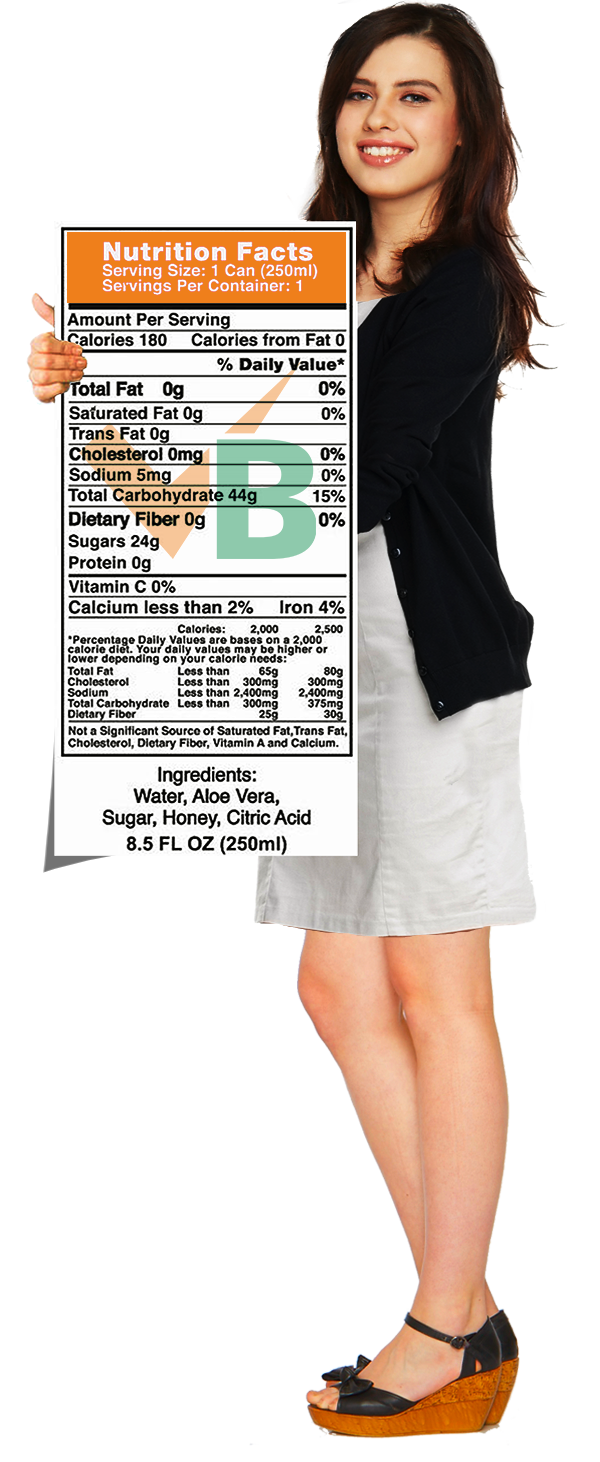 Nutrition Facts
Serving Size: 1 Can (250ml)
Servings Per Container: 1
Amount Per Serving
Calories 180 Calories from Fat 0
% Daily Value*
Total Fat 0g 0%
Saturated Fat 0g 0%
Trans Fat 0g
Cholesterol 0mg 0%
Sodium 5mg 0%
Total Carbohydrate 44g 15%
Dietary Fiber 0g 0%
Sugars 24g
Protein 0g
Vitamin C 0%
Calcium less than 2% Iron 4%
Calories: 2,000 2,500
*Percentage Daily Values are bases on a 2,000
calorie diet. Your daily values may be higher or
lower depending on your calorie needs:
Total Fat Less than 65g 80g
Cholesterol Less than 300mg 300mg
Sodium Less than 2,400mg 2,400mg
Total Carbohydrate Less than 300mg 375mg
Dietary Fiber 25g 30g
Not a Significant Source of Saturated Fat,Trans Fat,
Cholesterol, Dietary Fiber, Vitamin A and Calcium.
B
Ingredients:
Water, Aloe Vera,
Sugar, Honey, Citric Acid
8.5 FL OZ (250ml)